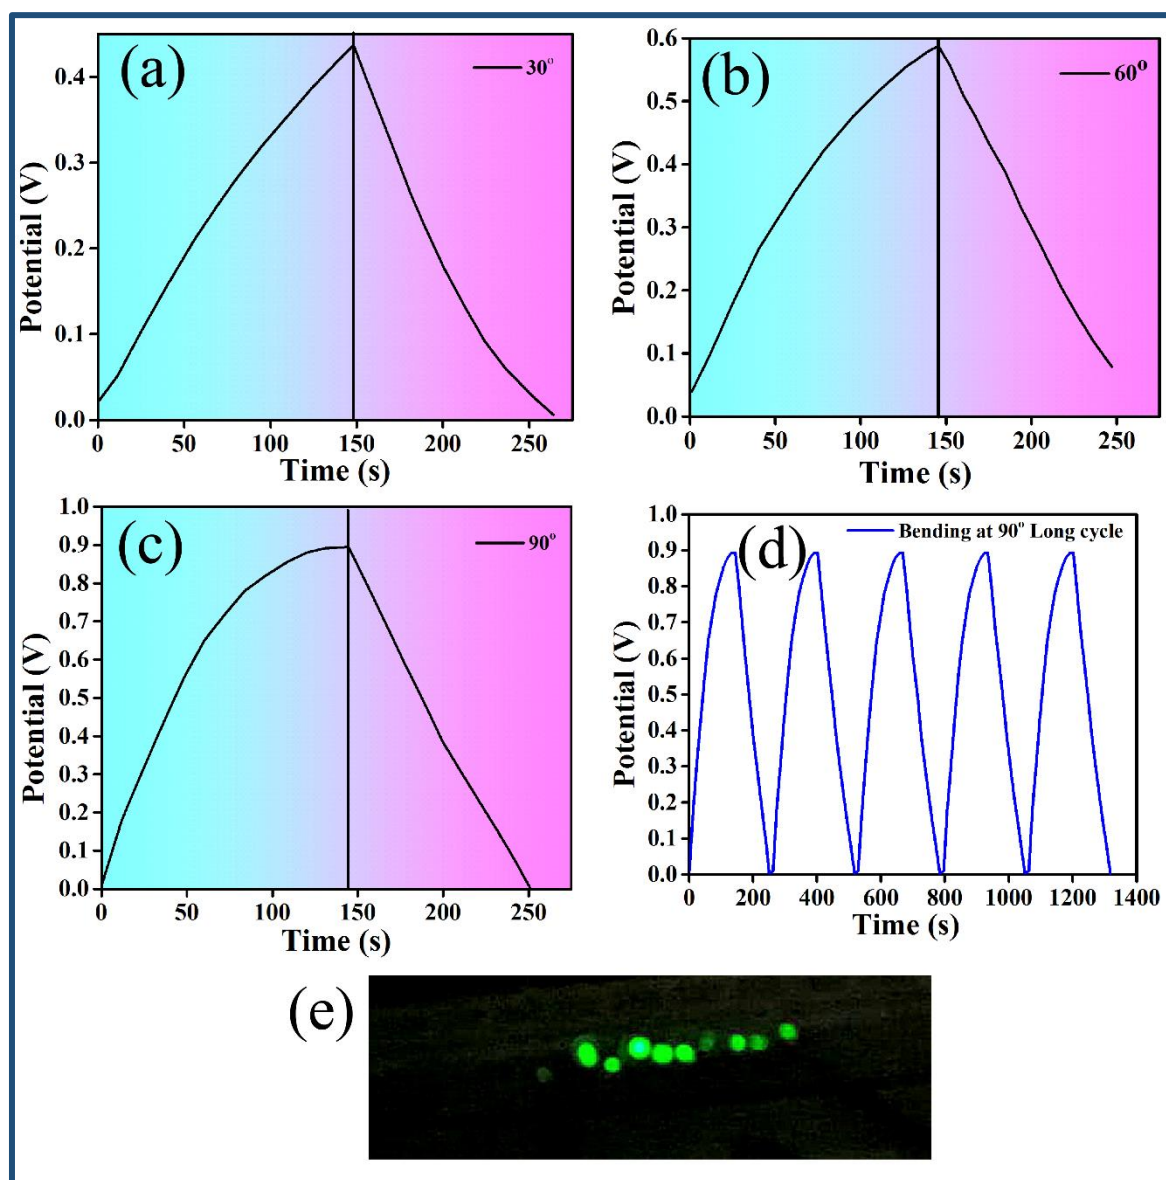 (a)
30°
0.4
0.3
0.2
0.1
0.0
Potential (V)
0 50 100 150 200 250
Time (s)
(b)
60°
0.6
0.5
0.4
0.3
0.2
0.1
0.0
Potential (V)
0 50 100 150 200 250
Time (s)
(c)
90°
1.0
0.9
0.8
0.7
0.6
0.5
0.4
0.3
0.2
0.1
0.0
Potential (V)
0 50 100 150 200 250
Time (s)
(d)
Bending at 90° Long cycle
1.0
0.9
0.8
0.7
0.6
0.5
0.4
0.3
0.2
0.1
0.0
Potential (V)
0 200 400 600 800 1000 1200 1400
Time (s)
(e)